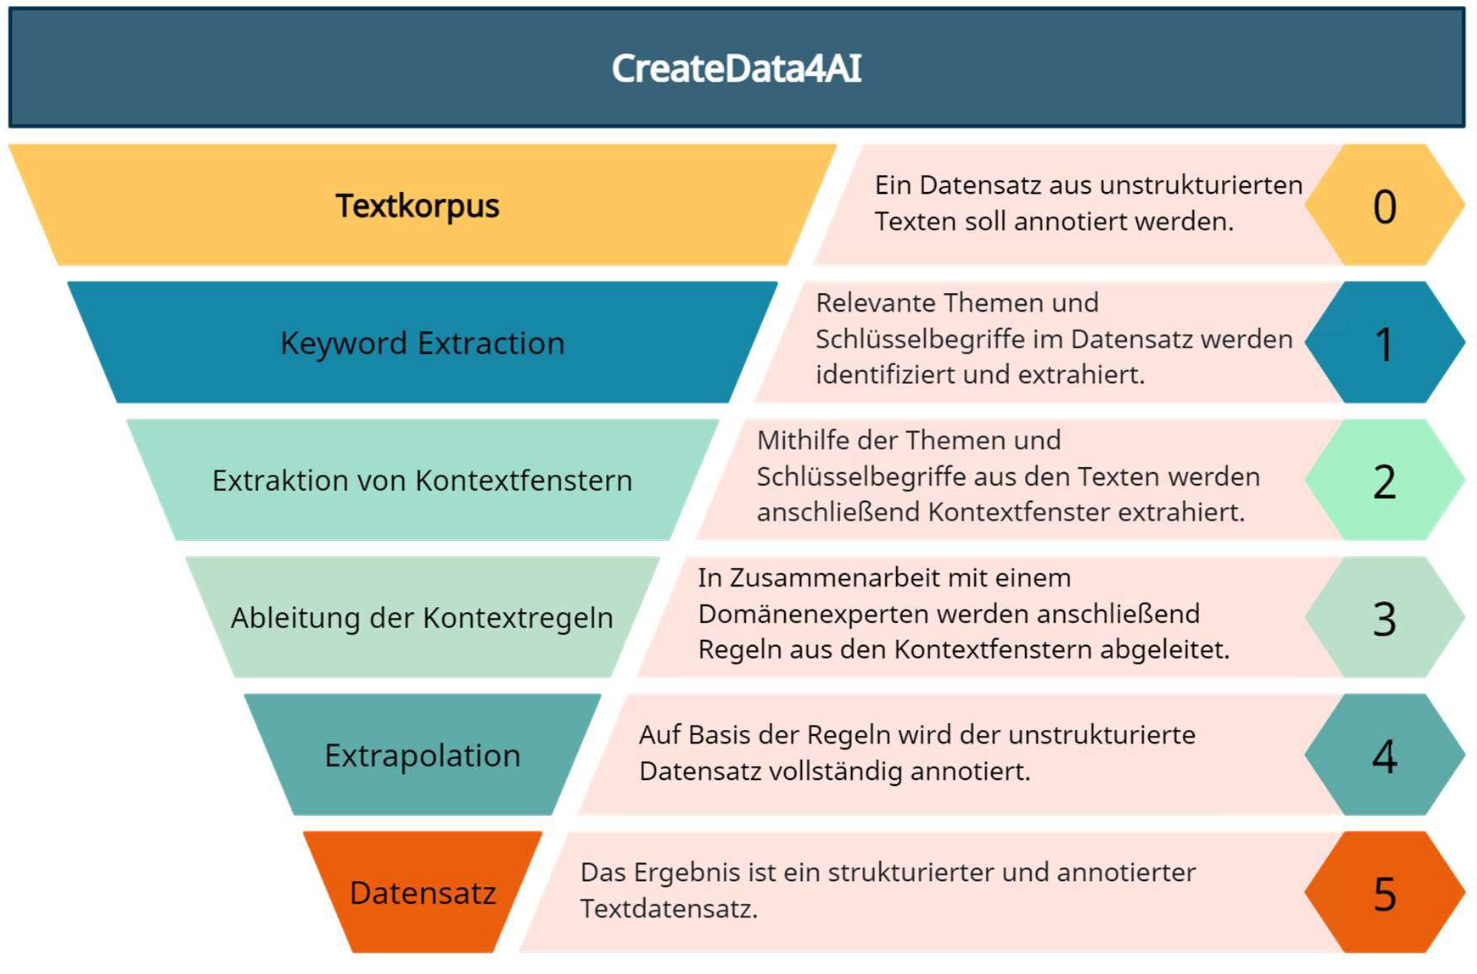 CreateData4AI
Textkorpus
Ein Datensatz aus unstrukturierten
Texten soll annotiert werden.
0
Keyword Extraction
Relevante Themen und
Schlüsselbegriffe im Datensatz werden
identifiziert und extrahiert.
1
Extraktion von Kontextfenstern
Mithilfe der Themen und
Schlüsselbegriffe aus den Texten werden
anschließend Kontextfenster extrahiert.
2
Ableitung der Kontextregeln
In Zusammenarbeit mit einem
Domänenexperten werden anschließend
Regeln aus den Kontextfenstern abgeleitet.
3
Extrapolation
Auf Basis der Regeln wird der unstrukturierte
Datensatz vollständig annotiert.
4
Datensatz
Das Ergebnis ist ein strukturierter und annotierter
Textdatensatz.
5